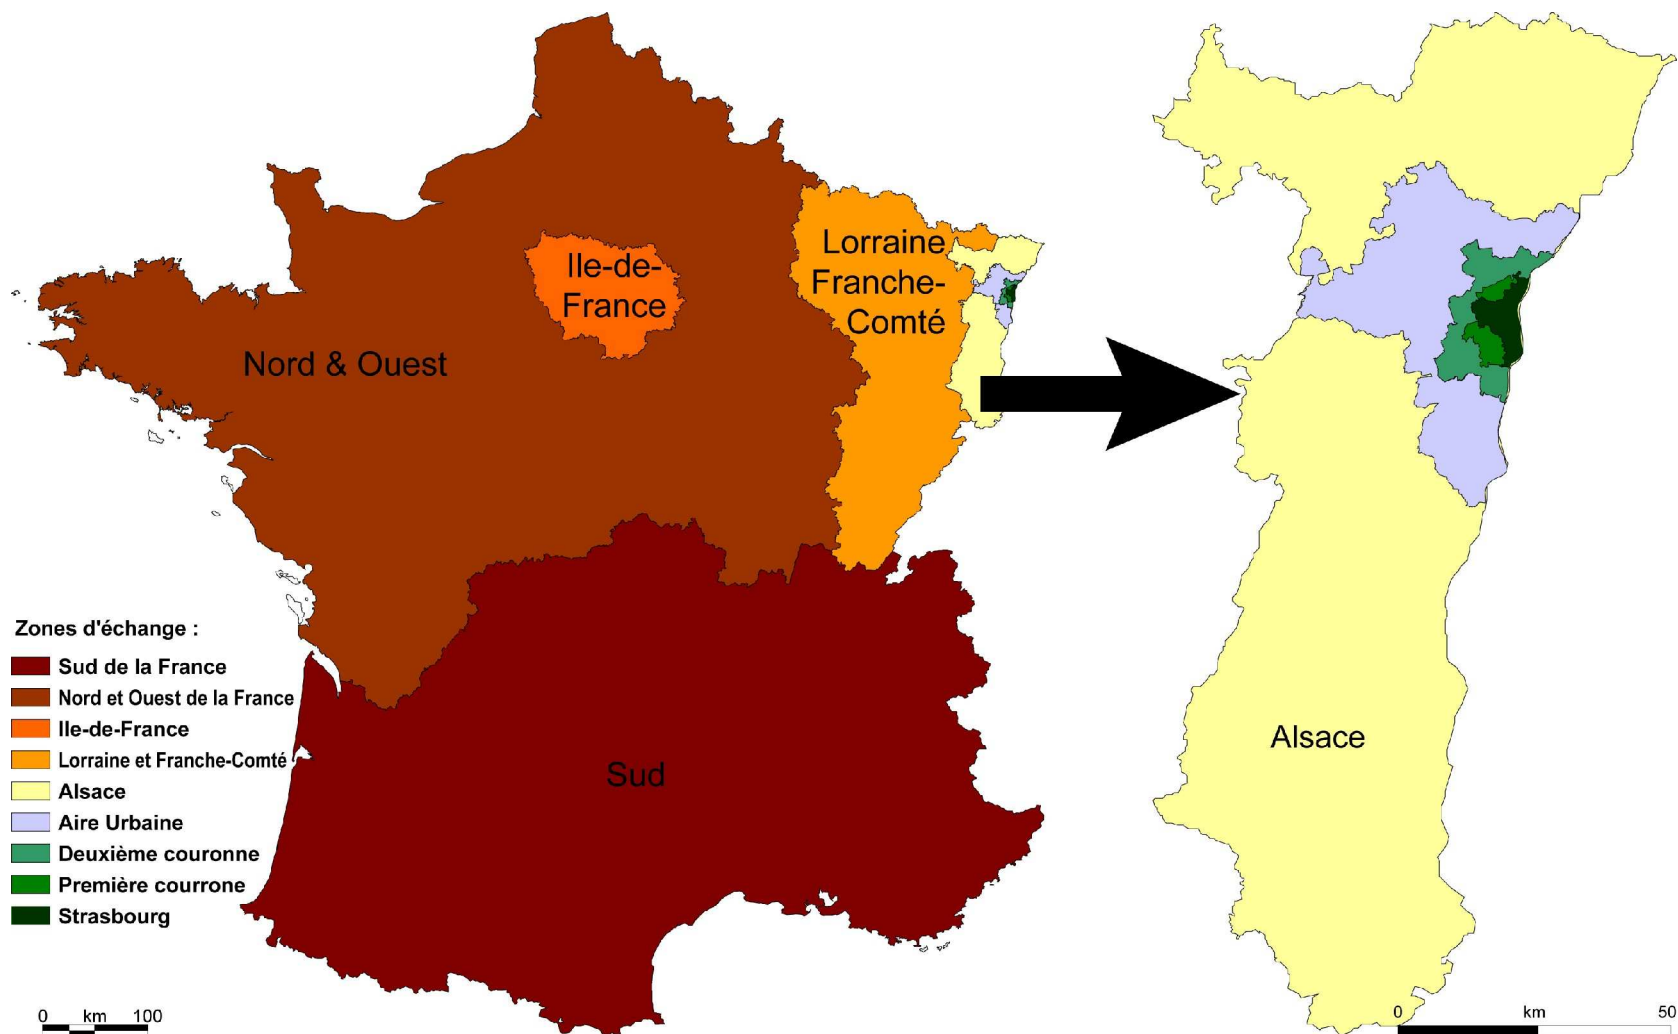 Ile-de-
France
Lorraine
Franche-
Comté
Nord & Ouest
Sud
Alsace
Zones d'échange :
Sud de la France
Nord et Ouest de la France
Ile-de-France
Lorraine et Franche-Comté
Alsace
Aire Urbaine
Deuxième couronne
Première courrone
Strasbourg
0 km 100
0 km 50